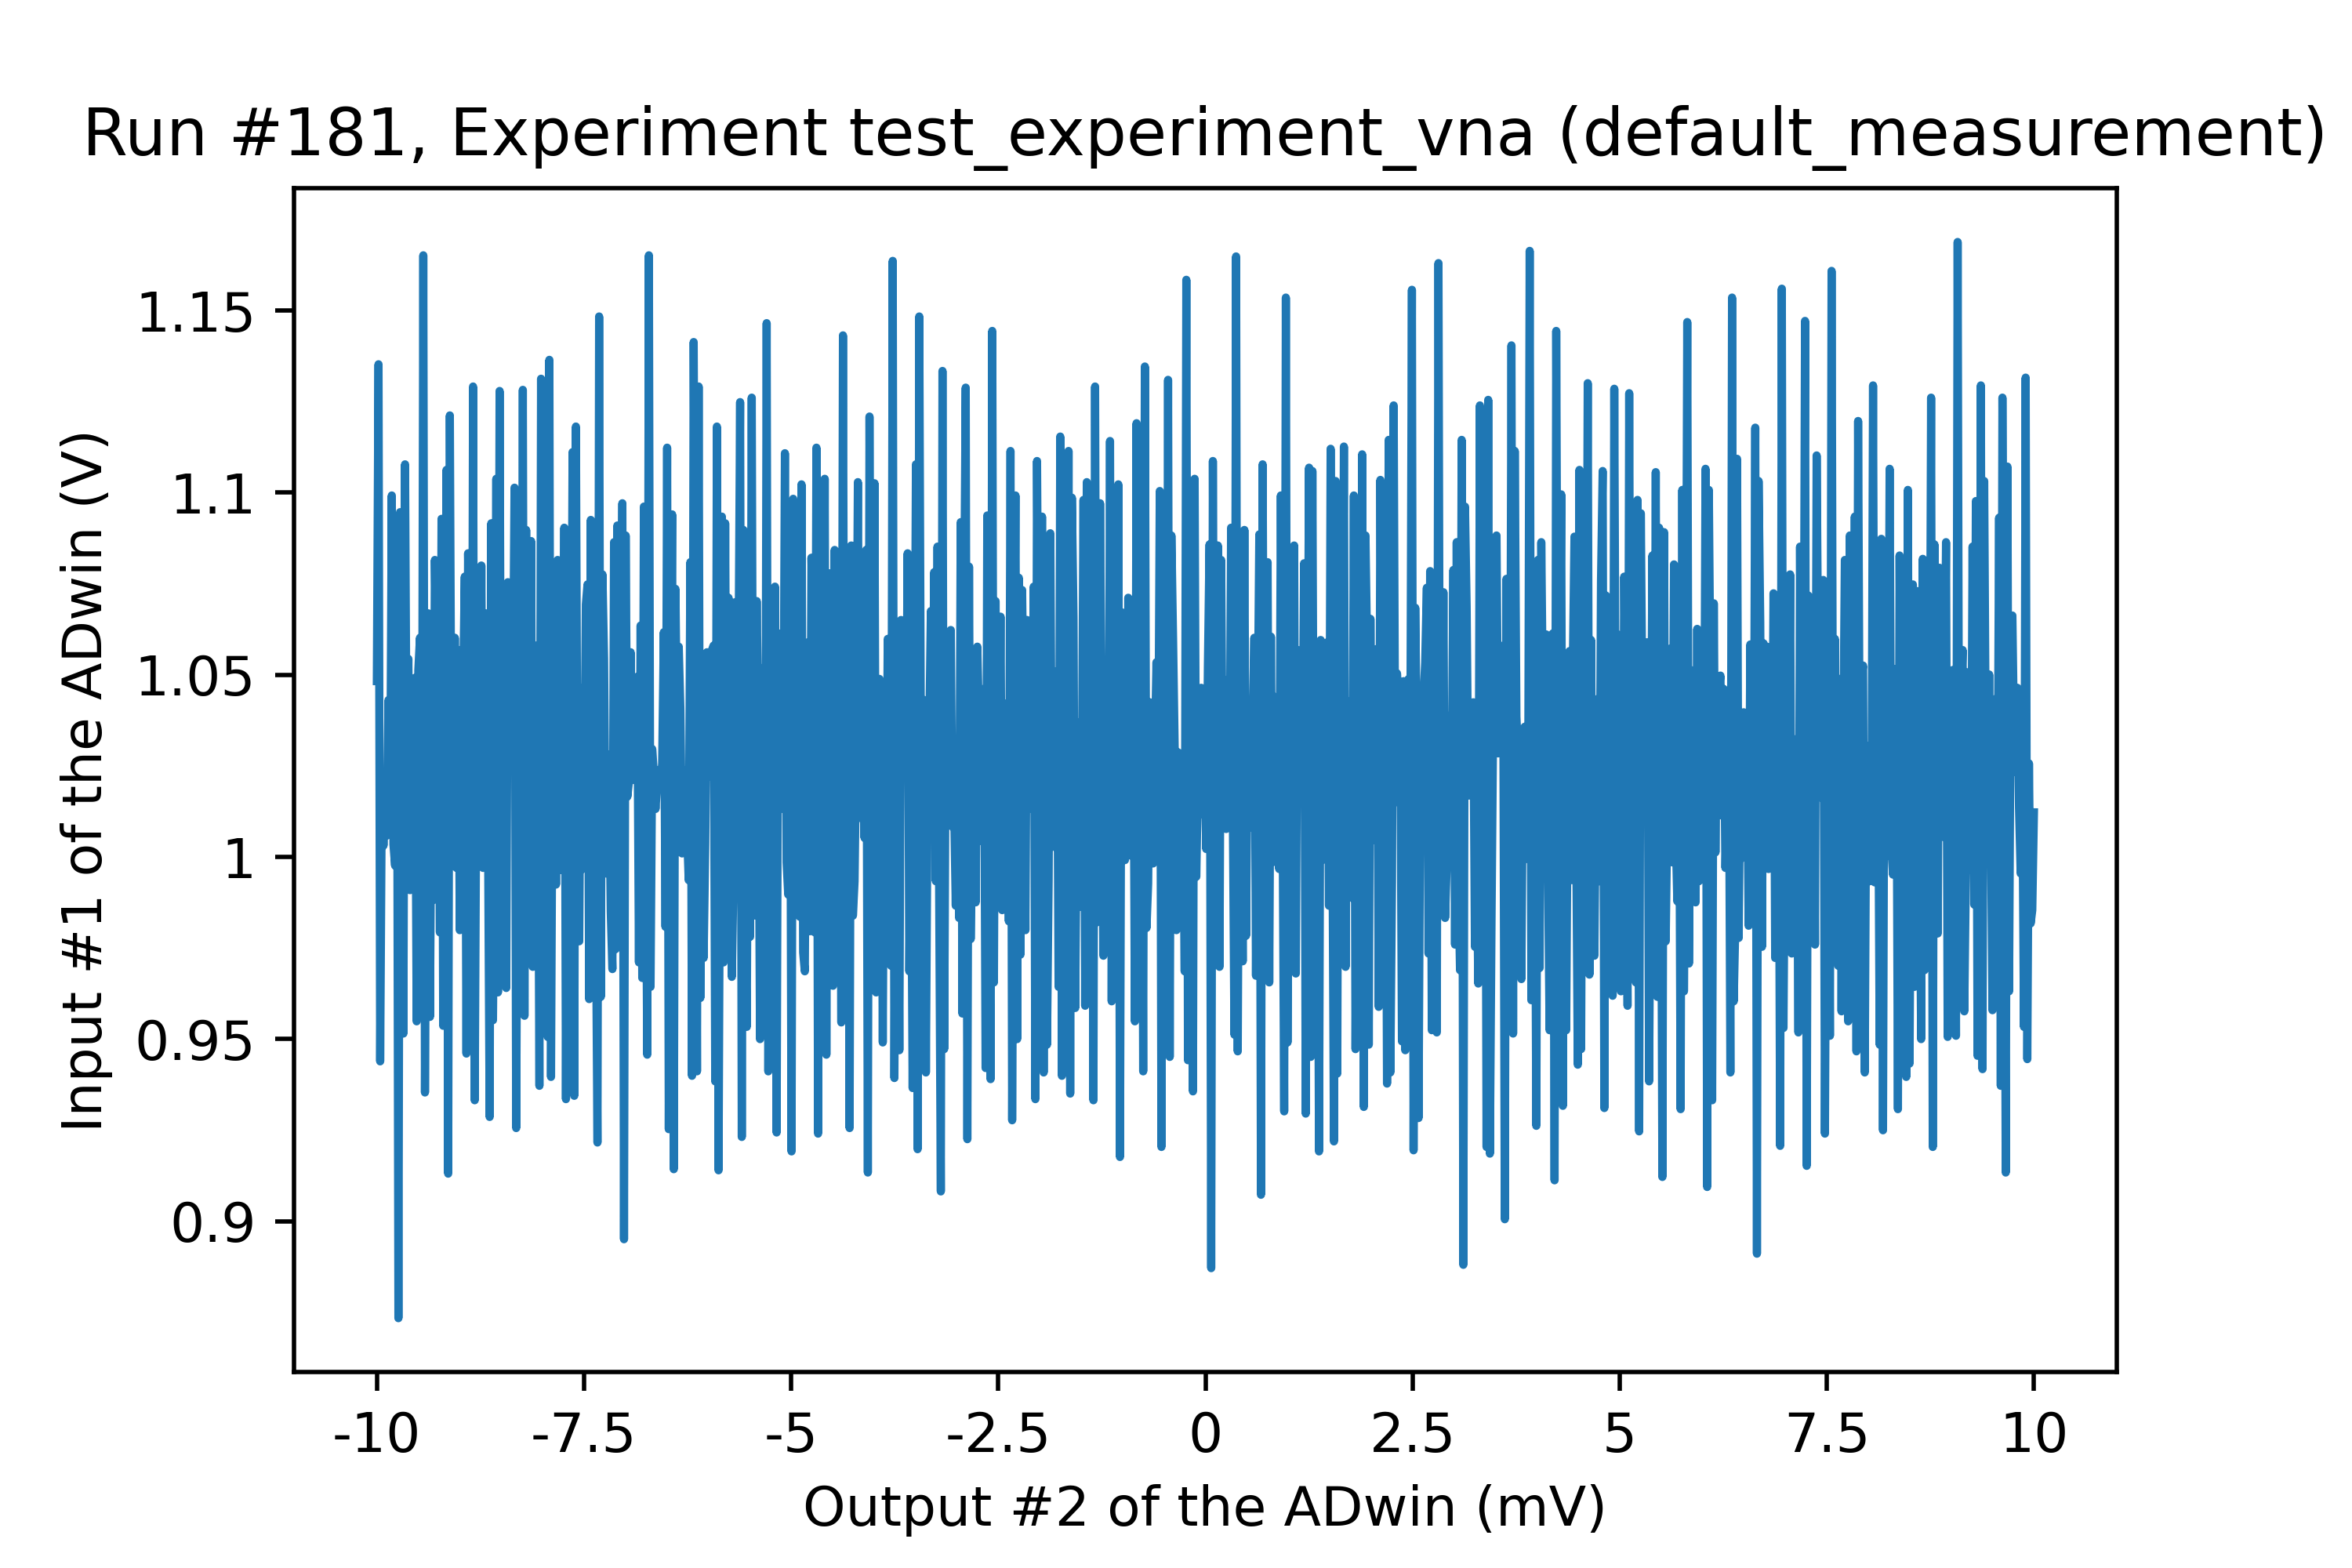 Run #181, Experiment test_experiment_vna (default_measurement)
Input #1 of the ADwin (V)
1.15
1.1
1.05
1
0.95
0.9
-10 -7.5 -5 -2.5 0 2.5 5 7.5 10
Output #2 of the ADwin (mV)